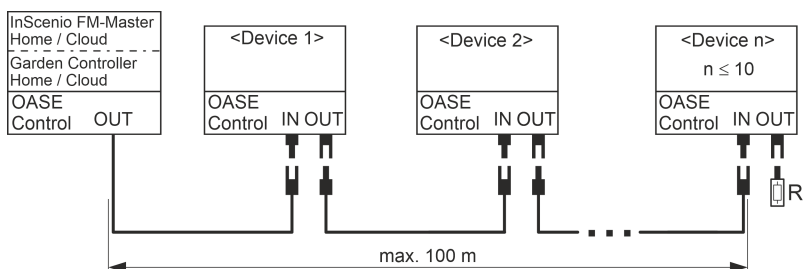 InScenio FM-Master
Home / Cloud
Garden Controller
Home / Cloud
OASE
Control OUT
<Device 1>
OASE
Control IN OUT
<Device 2>
OASE
Control IN OUT
<Device n>
n ≤ 10
OASE
Control IN OUT
R
max. 100 m